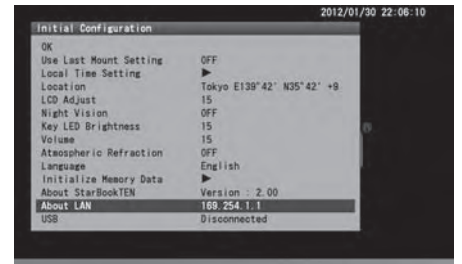 2012/01/30 22:06:10
Initial Configuration
OK
Use Last Mount Setting OFF
Local Time Setting ▶
Location Tokyo E139°42' N35°42' +9
LCD Adjust 15
Night Vision OFF
Key LED Brightness 15
Volume 15
Atmospheric Refraction OFF
Language English
Initialize Memory Data ▶
About StarBookTEN Version : 2.00
About LAN 169.254.1.1
USB Disconnected